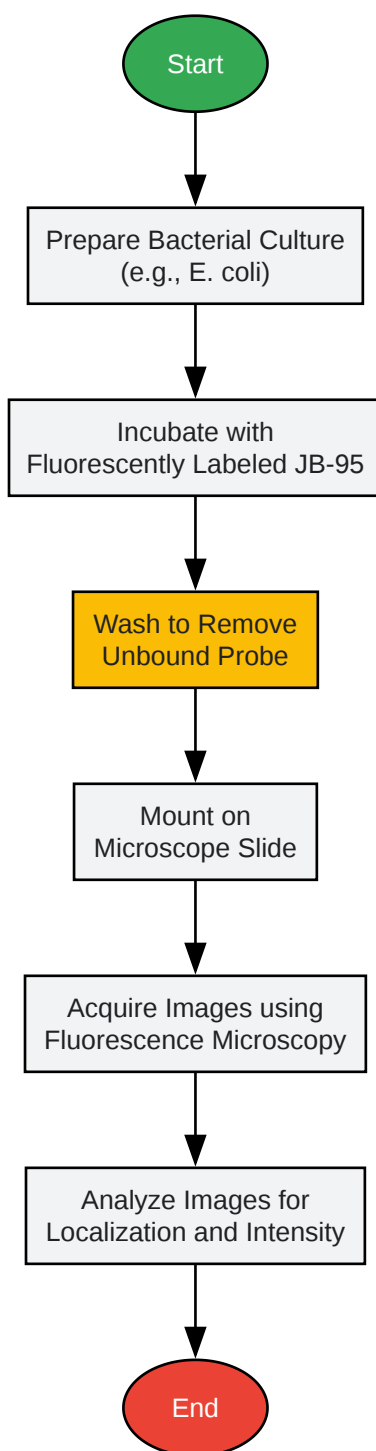 Start
Prepare Bacterial Culture
(e.g., E. coli)
Incubate with
Fluorescently Labeled JB-95
Wash to Remove
Unbound Probe
Mount on
Microscope Slide
Acquire Images using
Fluorescence Microscopy
Analyze Images for
Localization and Intensity
End